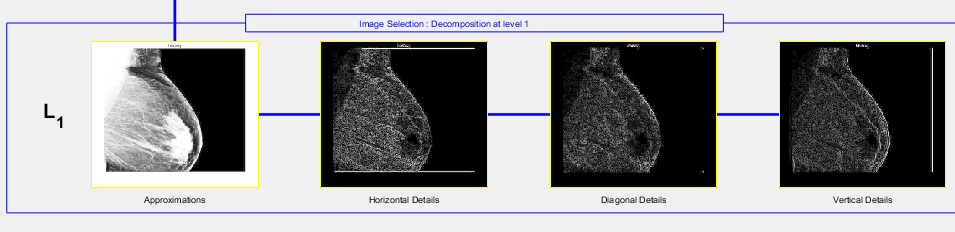 Image Selection : Decomposition at level 1
L1
Approximations
Horizontal Details
Diagonal Details
Vertical Details